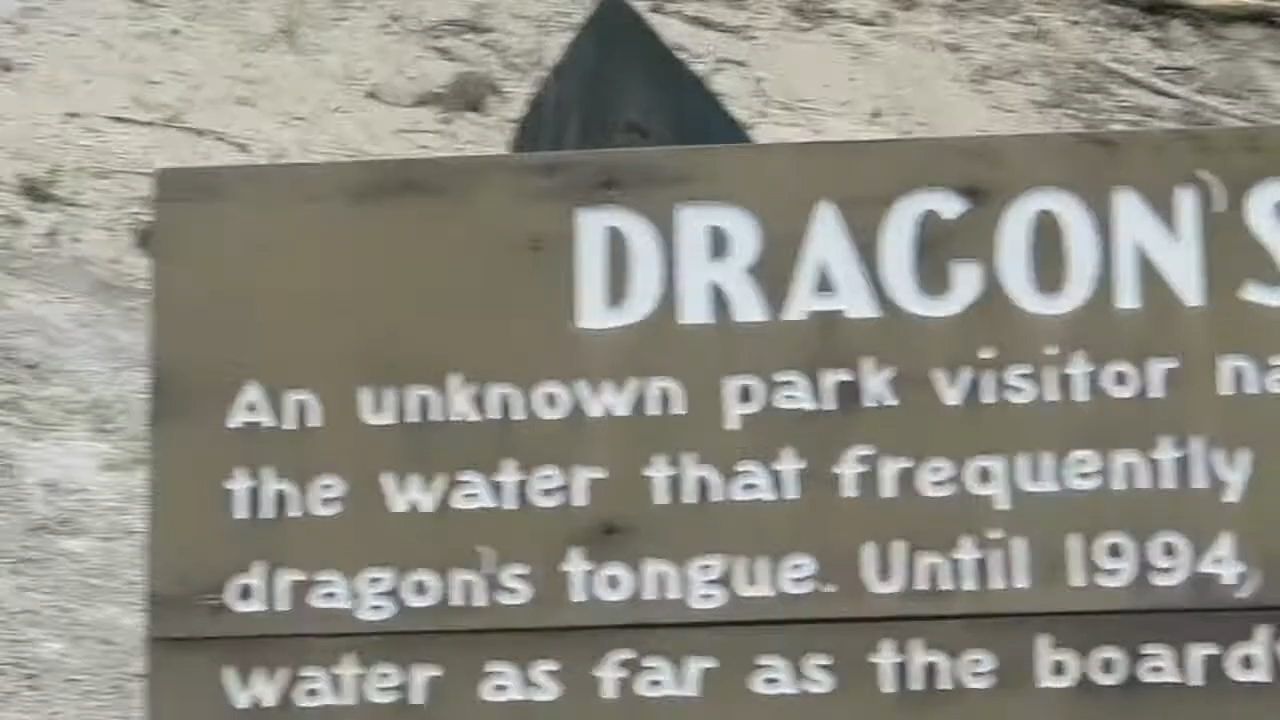 DRAGON'S
An unknown park visitor na
the water that frequently
dragon's tongue. Until 1994,
water as far as the board